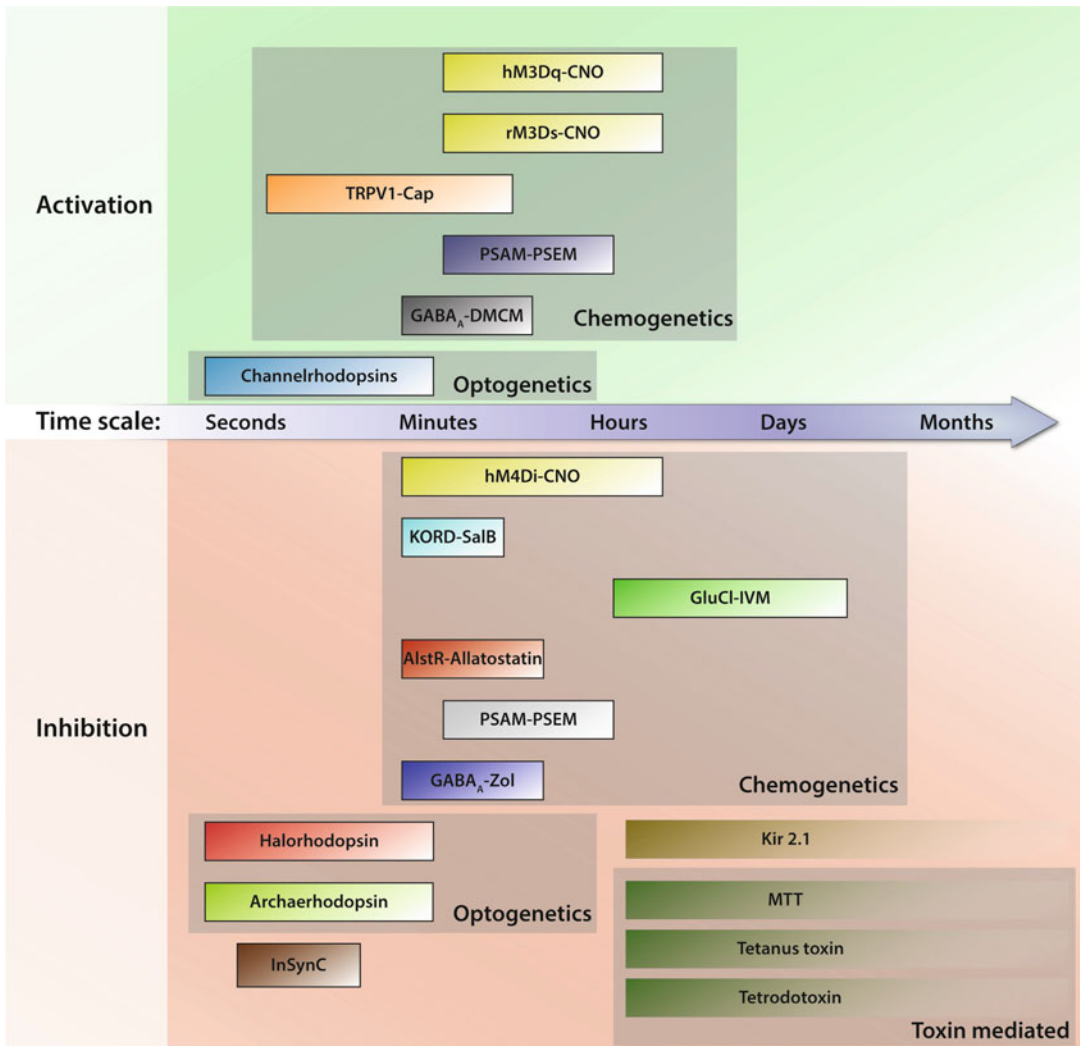 hM3Dq-CNO
rM3Ds-CNO
TRPV1-Cap
Activation
PSAM-PSEM
GABAA-DMCM
Chemogenetics
Channelrhodopsins
Optogenetics
Time scale: Seconds Minutes Hours Days Months
hM4Di-CNO
KORD-SalB
GluCl-IVM
AlstR-Allatostatin
PSAM-PSEM
Inhibition
GABAA-Zol
Chemogenetics
Halorhodopsin
Kir 2.1
Archaerhodopsin
MTT
Optogenetics
Tetanus toxin
InSynC
Tetrodotoxin
Toxin mediated